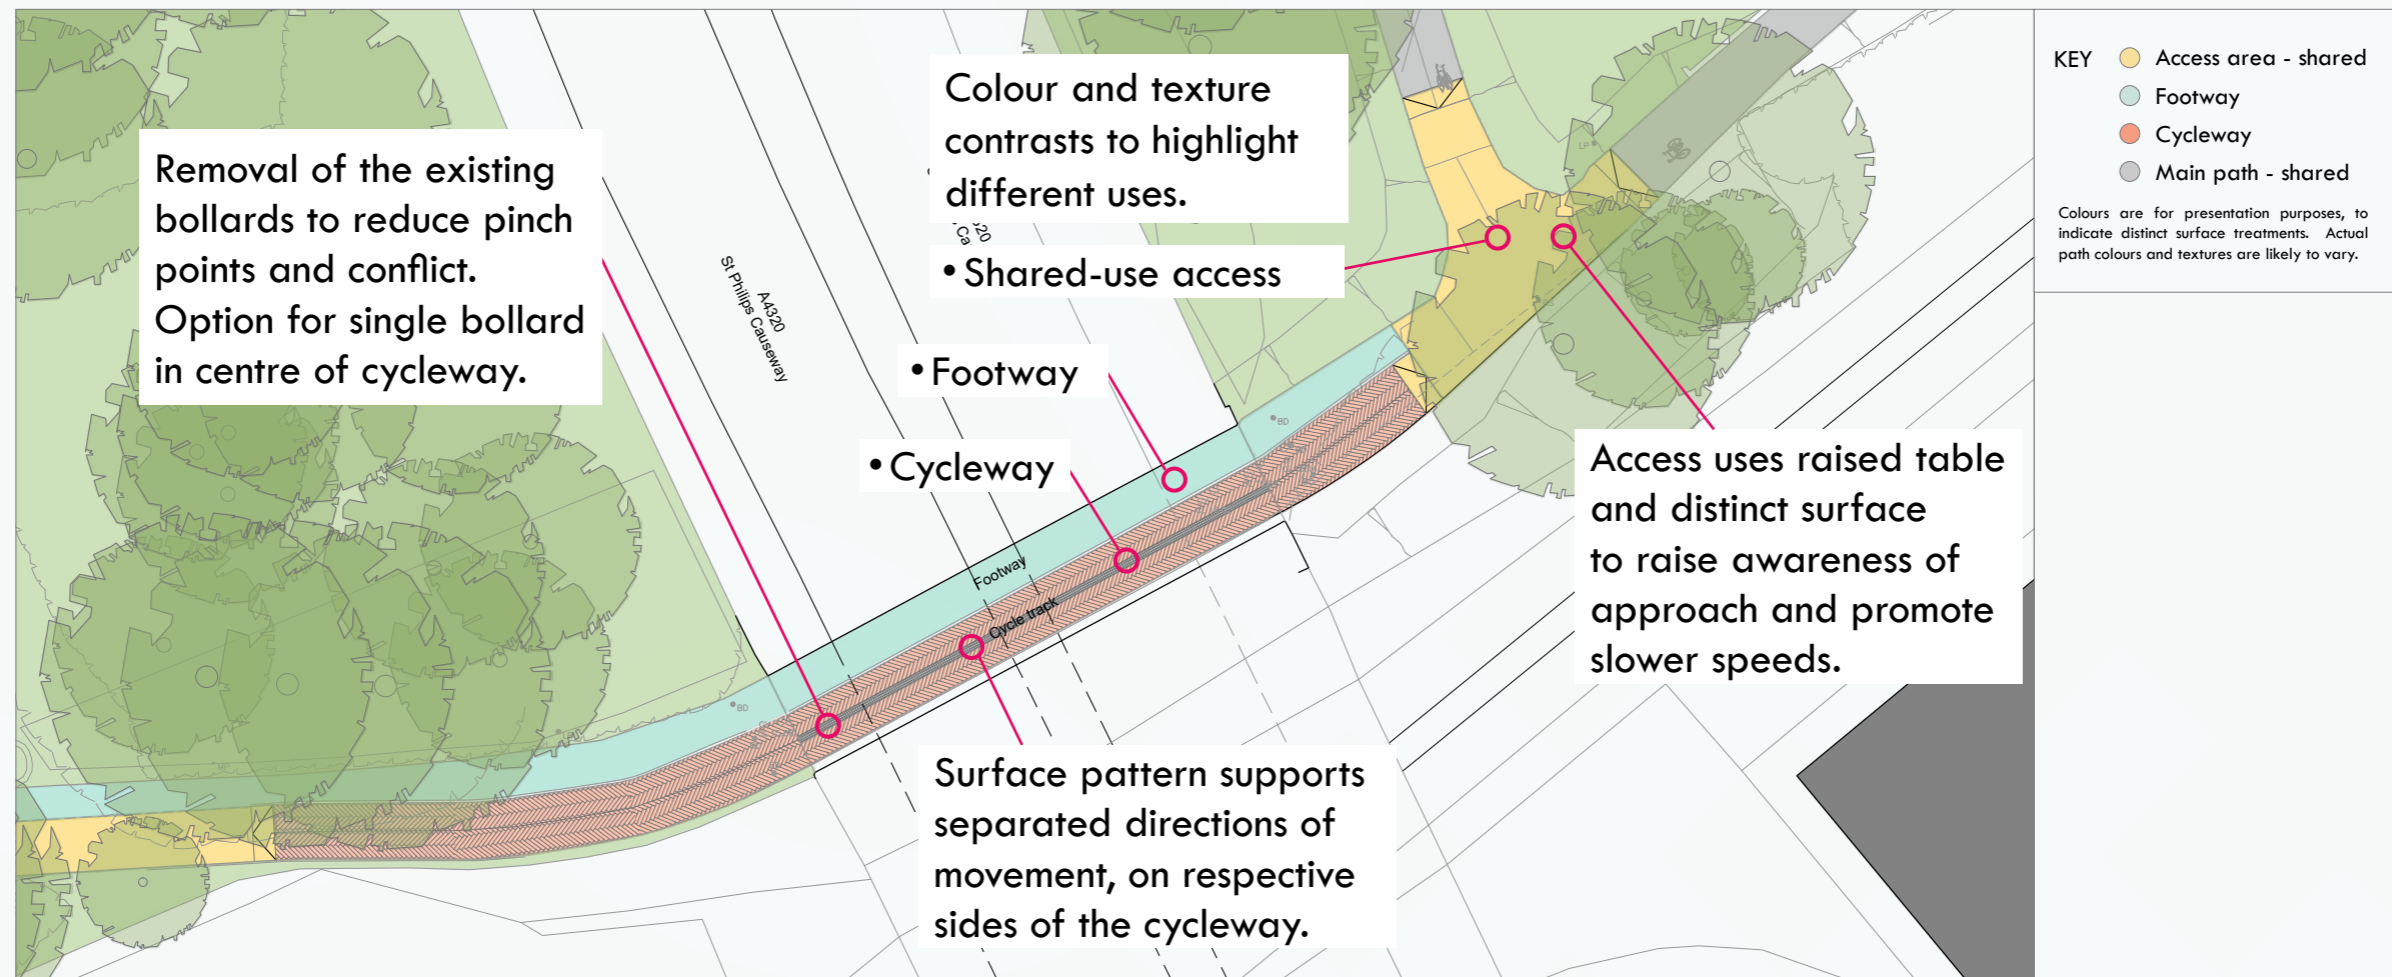 Removal of the existing
bollards to reduce pinch
points and conflict.
Option for single bollard
in centre of cycleway.
Colour and texture
contrasts to highlight
different uses.
• Shared-use access
• Footway
• Cycleway
A4320
St Philips Causeway
20
Ca
Footway
Cycle track
BD
BD
LP
Access uses raised table
and distinct surface
to raise awareness of
approach and promote
slower speeds.
Surface pattern supports
separated directions of
movement, on respective
sides of the cycleway.
KEY
Access area - shared
Footway
Cycleway
Main path - shared
Colours are for presentation purposes, to
indicate distinct surface treatments. Actual
path colours and textures are likely to vary.